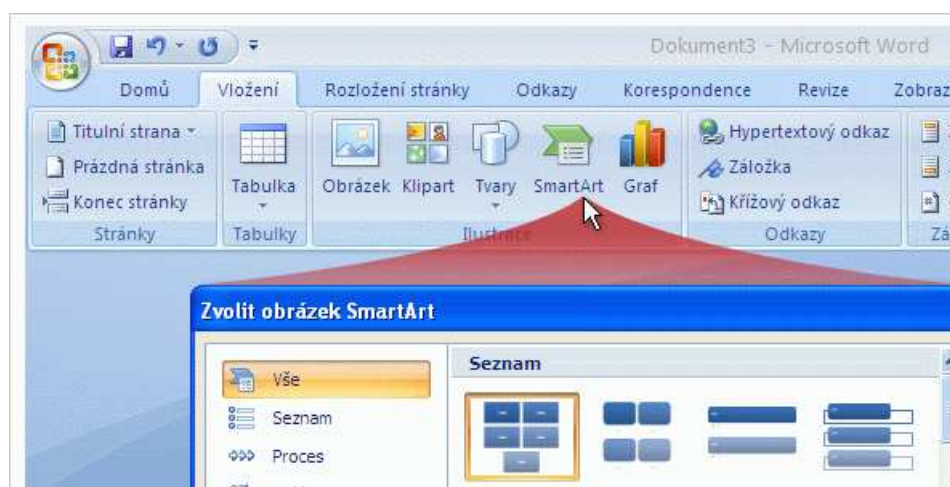 Dokument3 - Microsoft Word
Domů Vložení Rozložení stránky Odkazy Korespondence Revize Zobraz
Titulní strana
Prázdná stránka
Konec stránky
Stránky
Tabulka
Tabulky
Obrázek Klipart Tvary SmartArt Graf
Ilustrace
Hypertextový odkaz
Záložka
Křížový odkaz
Odkazy
Zá
Zvolit obrázek SmartArt
Vše
Seznam
Proces
Seznam